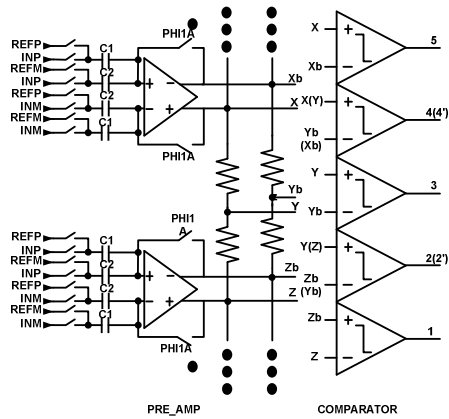 PHI1A
REFP
INP
REFM
INP
REFP
INM
REFM
INM
C1
C2
C2
C1
+
−
−
+
PHI1A
Xb
X
Yb
Y
PHI1
A
REFP
INP
REFM
INP
REFP
INM
REFM
INM
C1
C2
C2
C1
+
−
−
+
PHI1A
Zb
Z
X
+
Xb
−
5
X(Y)
+
Yb
(Xb)
−
4(4')
Y
+
Yb
−
3
Y(Z)
+
Zb
(Yb)
−
2(2')
Zb
+
Z
−
1
PRE_AMP
COMPARATOR